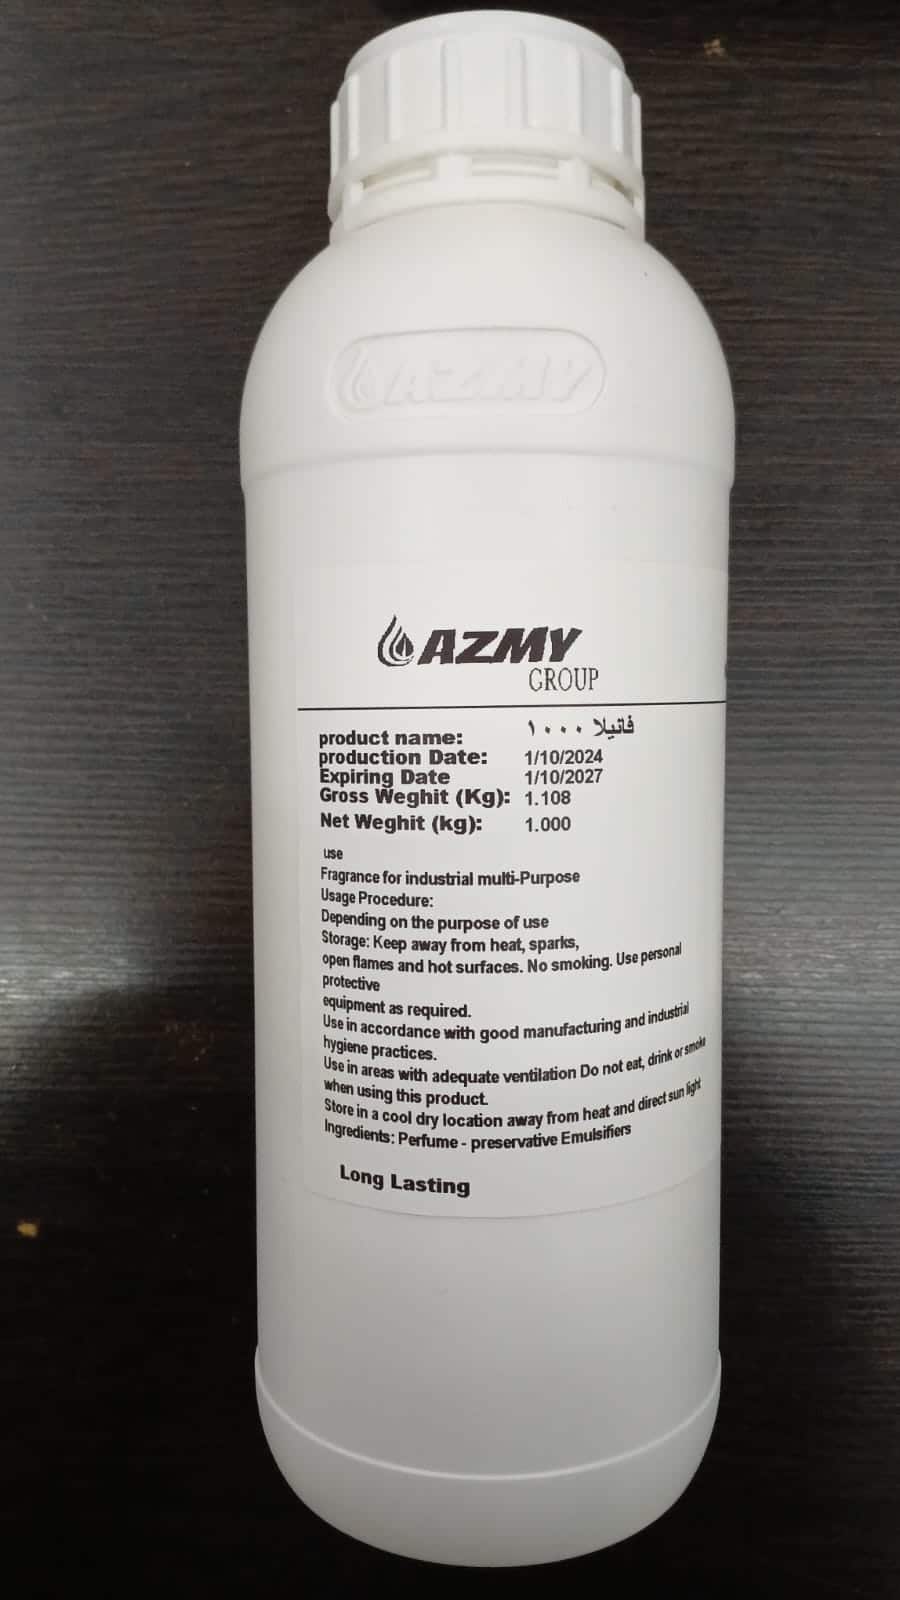 AZMY
AZMY
GROUP
product name: فانيلا ١٠٠٠
production Date: 1/10/2024
Expiring Date 1/10/2027
Gross Weghit (Kg): 1.108
Net Weghit (kg): 1.000
use
Fragrance for industrial multi-Purpose
Usage Procedure:
Depending on the purpose of use
Storage: Keep away from heat, sparks,
open flames and hot surfaces. No smoking. Use personal
protective
equipment as required.
Use in accordance with good manufacturing and industrial
hygiene practices.
Use in areas with adequate ventilation Do not eat, drink or smoke
when using this product.
Store in a cool dry location away from heat and direct sun light
Ingredients: Perfume - preservative Emulsifiers
Long Lasting